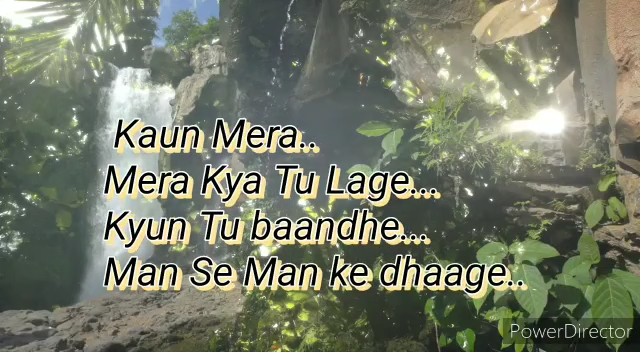 Kaun Mera..
Mera Kya Tu Lage...
Kyun Tu baandhe...
Man Se Man ke dhaage..
PowerDirector